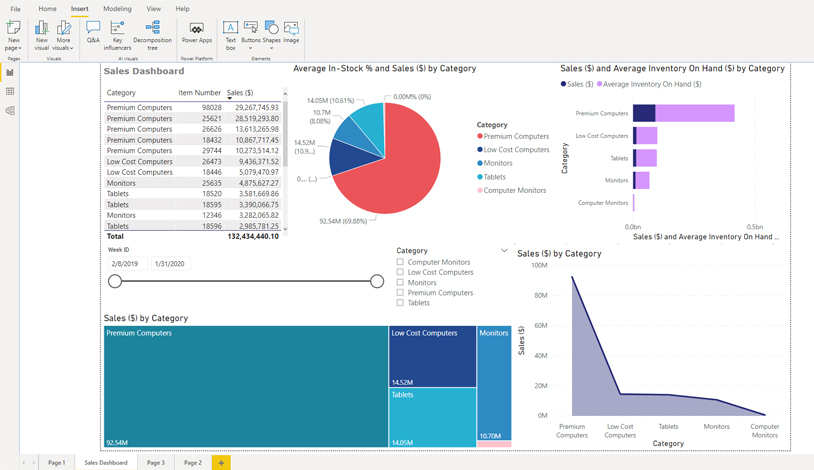 File Home Insert Modeling View Help
New page
New visual
More visuals
Q&A
Key influencers
Decomposition tree
Power Apps
Text box
Buttons
Shapes
Image
Pages Visuals AI visuals Power Platform Elements
Sales Dashboard
Category Item Number Sales ($)
Premium Computers 98028 29,267,745.93
Premium Computers 25621 28,519,293.80
Premium Computers 26626 13,613,265.98
Premium Computers 18432 10,867,717.45
Premium Computers 29744 10,273,514.12
Low Cost Computers 26473 9,436,371.52
Low Cost Computers 18446 5,079,470.97
Monitors 25635 4,875,627.27
Tablets 18520 3,581,669.86
Tablets 18595 3,390,066.75
Monitors 12346 3,282,065.82
Tablets 18596 2,985,781.25
Total 132,434,440.10
Average In-Stock % and Sales ($) by Category
0.00M% (0%)
14.05M (10.61%)
10.7M (8.08%)
14.52M (10.9...)
0,... (...)
92.54M (69.88%)
Category
Premium Computers
Low Cost Computers
Monitors
Tablets
Computer Monitors
Sales ($) and Average Inventory On Hand ($) by Category
Sales ($) Average Inventory On Hand ($)
Category
Premium Computers
Low Cost Computers
Tablets
Monitors
Computer Monitors
0.0bn 0.5bn
Sales ($) and Average Inventory On Hand ...
Week ID
2/8/2019 1/31/2020
Category
Computer Monitors
Low Cost Computers
Monitors
Premium Computers
Tablets
Sales ($) by Category
Premium Computers
92.54M
Low Cost Computers
14.52M
Tablets
14.05M
Monitors
10.70M
Sales ($) by Category
Sales ($)
100M
80M
60M
40M
20M
0M
Premium Computers
Low Cost Computers
Tablets
Monitors
Computer Monitors
Category
Page 1 Sales Dashboard Page 3 Page 2 +